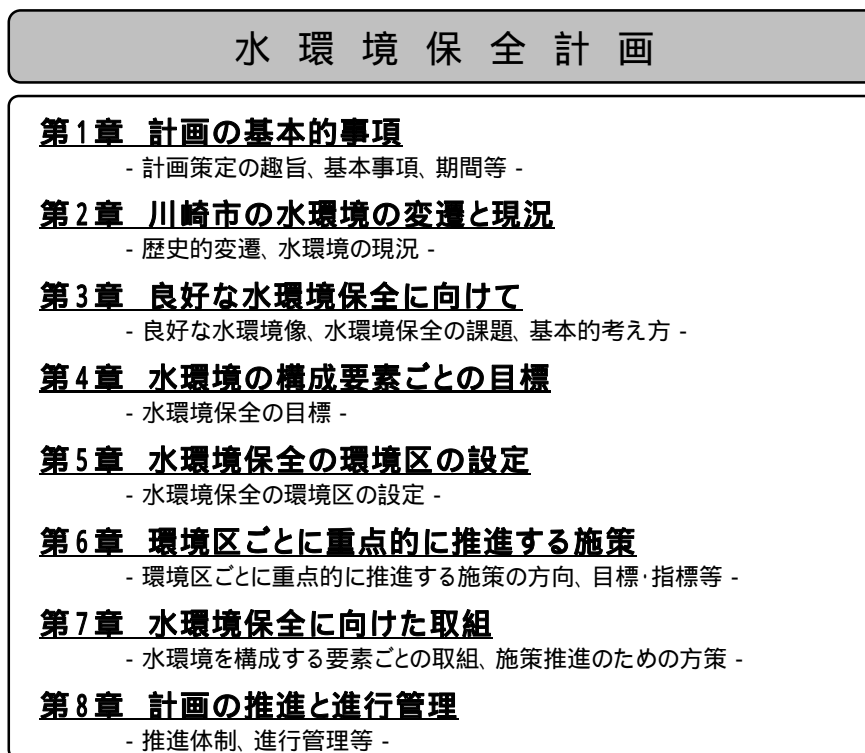 水環境保全計画
第1章 計画の基本的事項
- 計画策定の趣旨、基本事項、期間等 -
第2章 川崎市の水環境の変遷と現況
- 歴史的変遷、水環境の現況 -
第3章 良好な水環境保全に向けて
- 良好な水環境像、水環境保全の課題、基本的考え方 -
第4章 水環境の構成要素ごとの目標
- 水環境保全の目標 -
第5章 水環境保全の環境区の設定
- 水環境保全の環境区の設定 -
第6章 環境区ごとに重点的に推進する施策
- 環境区ごとに重点的に推進する施策の方向、目標・指標等 -
第7章 水環境保全に向けた取組
- 水環境を構成する要素ごとの取組、施策推進のための方策 -
第8章 計画の推進と進行管理
- 推進体制、進行管理等 -